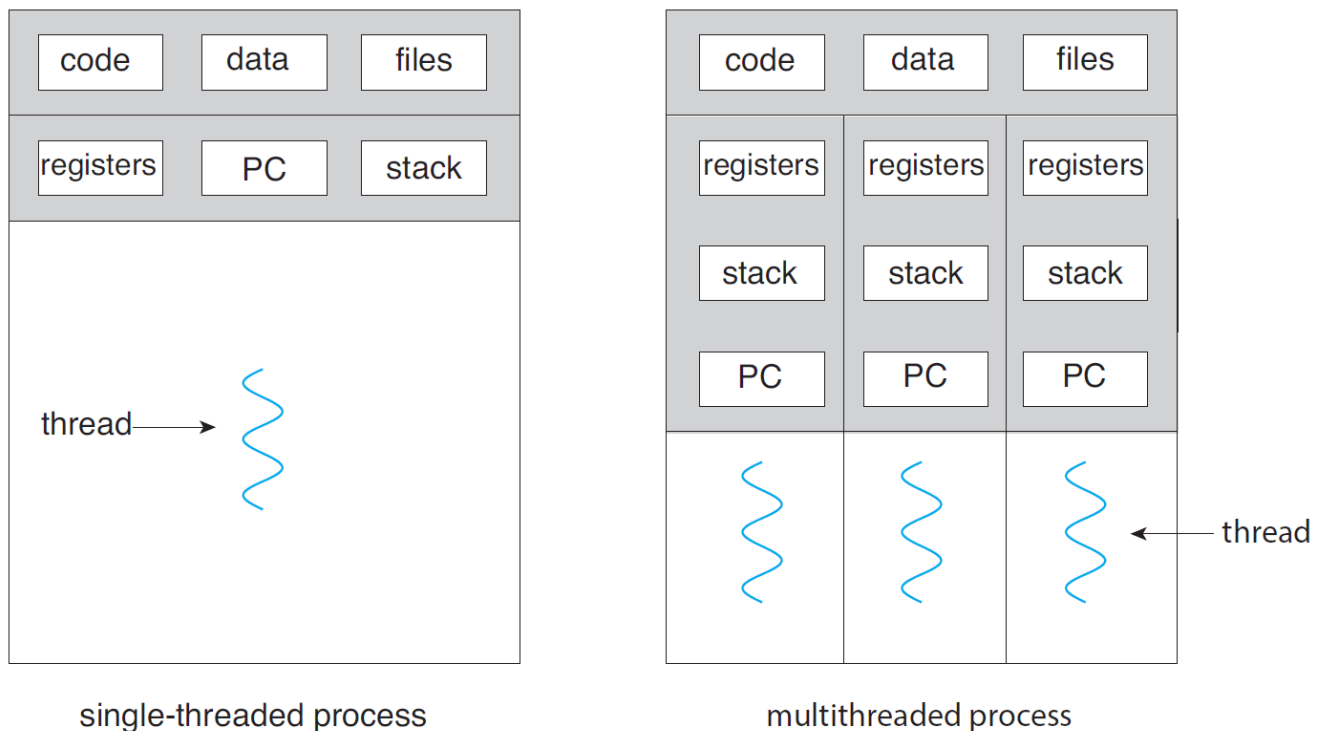 code data files
registers PC stack
thread
single-threaded process
code data files
registers registers registers
stack stack stack
PC PC PC
thread
multithreaded process